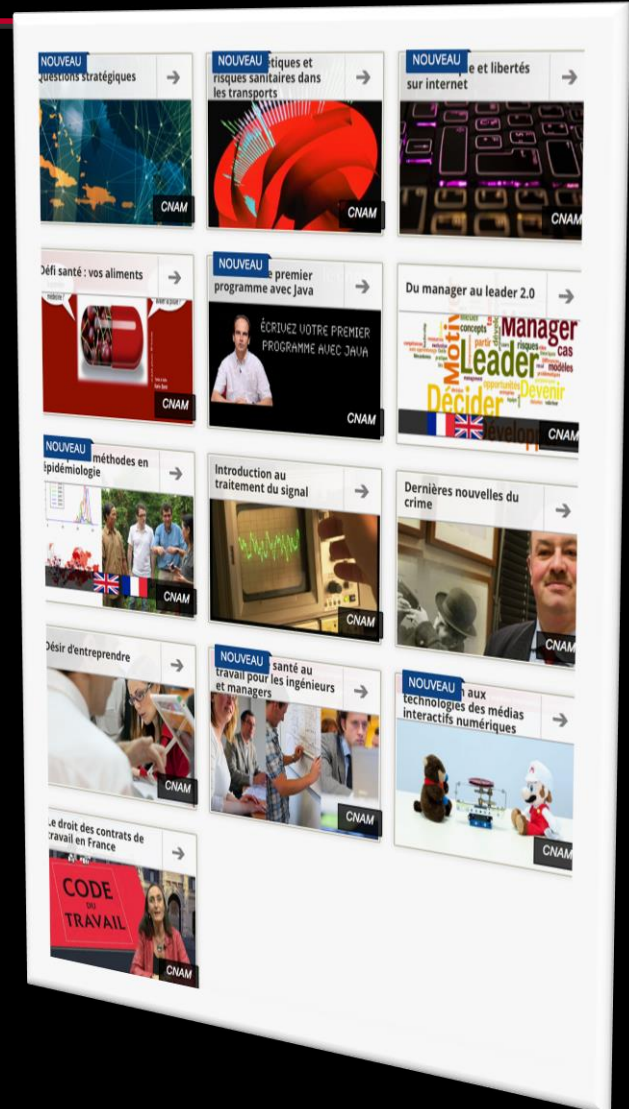 NOUVEAU
Questions stratégiques
CNAM
NOUVEAU
étiques et
risques sanitaires dans
les transports
CNAM
NOUVEAU
que et libertés
sur internet
CNAM
Défi santé : vos aliments
CNAM
NOUVEAU
premier
programme avec Java
ÉCRIVEZ VOTRE PREMIER
PROGRAMME AVEC JAVA
CNAM
Du manager au leader 2.0
Motiv
concepts
partir
Manager
cas
Leader
modèles
opportunités
Devenir
Décider
développ
CNAM
NOUVEAU
méthodes en
épidémiologie
CNAM
Introduction au
traitement du signal
CNAM
Dernières nouvelles du
crime
CNAM
Désir d'entreprendre
CNAM
NOUVEAU
santé au
travail pour les ingénieurs
et managers
CNAM
NOUVEAU
aux
technologies des médias
interactifs numériques
CNAM
Le droit des contrats de
travail en France
CODE
DU
TRAVAIL
CNAM